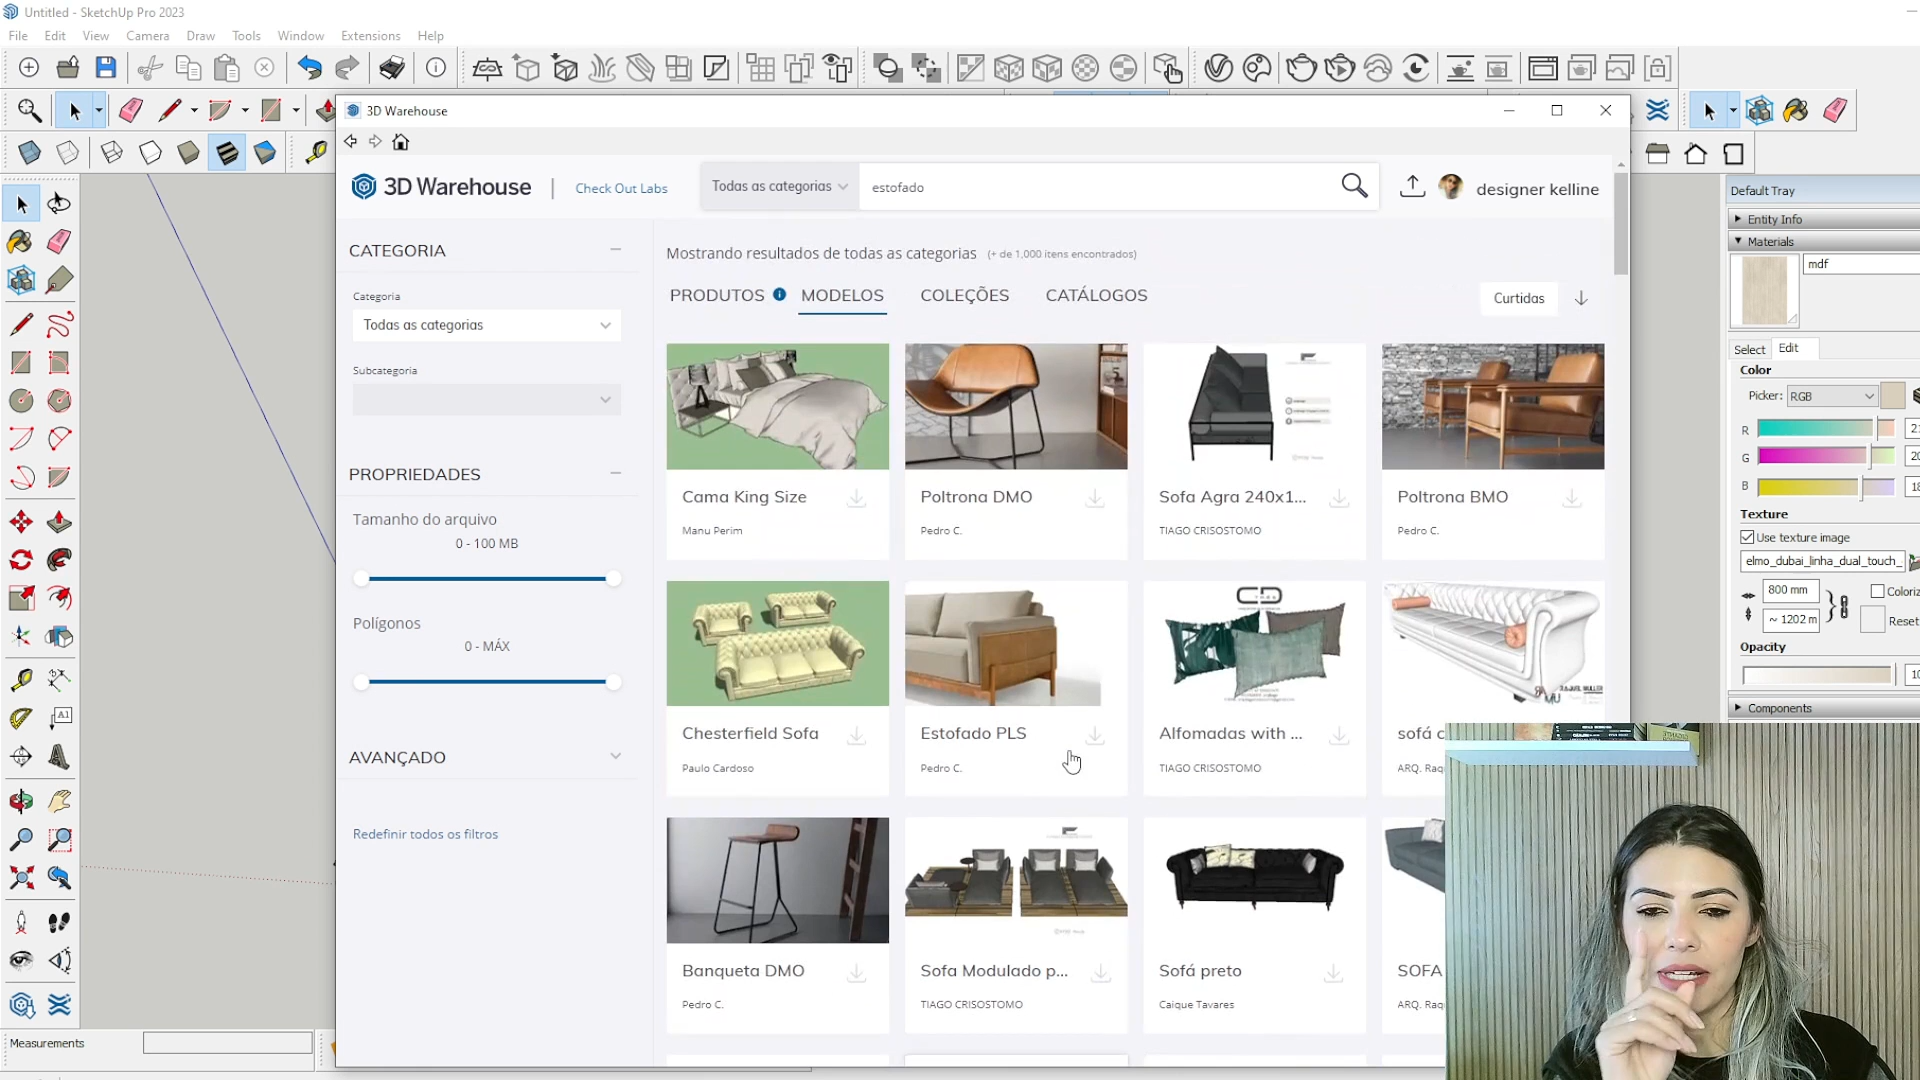 Untitled - SketchUp Pro 2023
File Edit View Camera Draw Tools Window Extensions Help
3D Warehouse
3D Warehouse | Check Out Labs
Todas as categorias estofado
designer kelline
CATEGORIA
Categoria
Todas as categorias
Subcategoria
PROPRIEDADES
Tamanho do arquivo
0 - 100 MB
Polígonos
0 - MÁX
AVANÇADO
Redefinir todos os filtros
Mostrando resultados de todas as categorias (+ de 1,000 itens encontrados)
PRODUTOS MODELOS COLEÇÕES CATÁLOGOS
Curtidas
Cama King Size
Manu Perim
Poltrona DMO
Pedro C.
Sofa Agra 240x1...
TIAGO CRISOSTOMO
Poltrona BMO
Pedro C.
Chesterfield Sofa
Paulo Cardoso
Estofado PLS
Pedro C.
Alfomadas with ...
TIAGO CRISOSTOMO
sofá c
ARQ. Raq
Banqueta DMO
Pedro C.
Sofa Modulado p...
TIAGO CRISOSTOMO
Sofá preto
Caique Tavares
SOFA
ARQ. Raq
Default Tray
Entity Info
Materials
mdf
Select Edit
Color
Picker: RGB
R
G
B
Texture
Use texture image
elmo_dubai_linha_dual_touch_
800 mm
Coloriz
~ 1202 m
Reset
Opacity
Components
Measurements